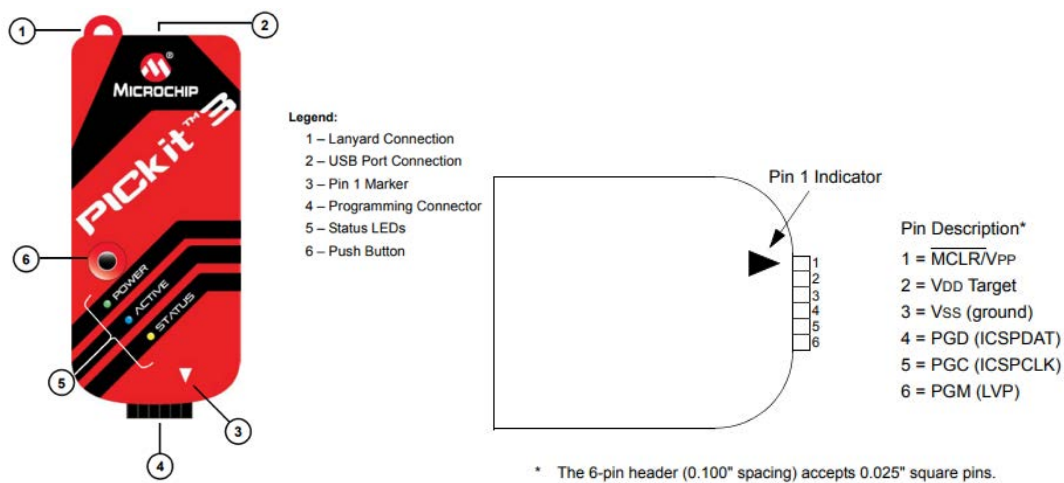 1
2
MICROCHIP®
PICkit™ 3
6
POWER
ACTIVE
STATUS
5
3
4
Legend:
1 – Lanyard Connection
2 – USB Port Connection
3 – Pin 1 Marker
4 – Programming Connector
5 – Status LEDs
6 – Push Button
Pin 1 Indicator
1
2
3
4
5
6
Pin Description*
1 = M̅C̅L̅R̅/VPP
2 = VDD Target
3 = VSS (ground)
4 = PGD (ICSPDAT)
5 = PGC (ICSPCLK)
6 = PGM (LVP)
* The 6-pin header (0.100" spacing) accepts 0.025" square pins.